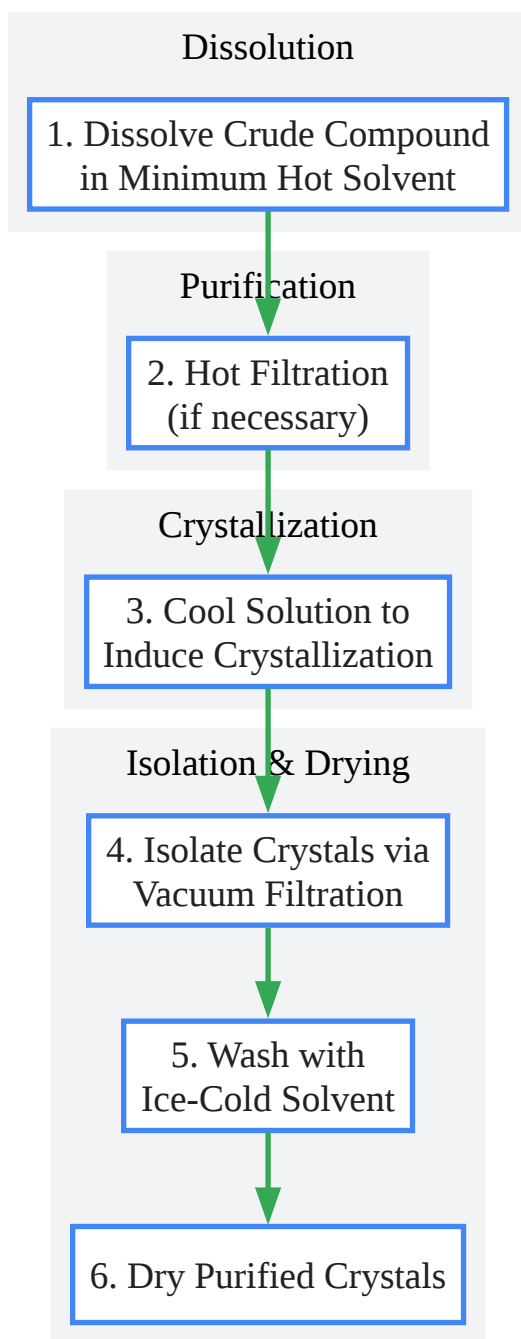 Dissolution
1. Dissolve Crude Compound
in Minimum Hot Solvent
Purification
2. Hot Filtration
(if necessary)
Crystallization
3. Cool Solution to
Induce Crystallization
Isolation & Drying
4. Isolate Crystals via
Vacuum Filtration
5. Wash with
Ice-Cold Solvent
6. Dry Purified Crystals